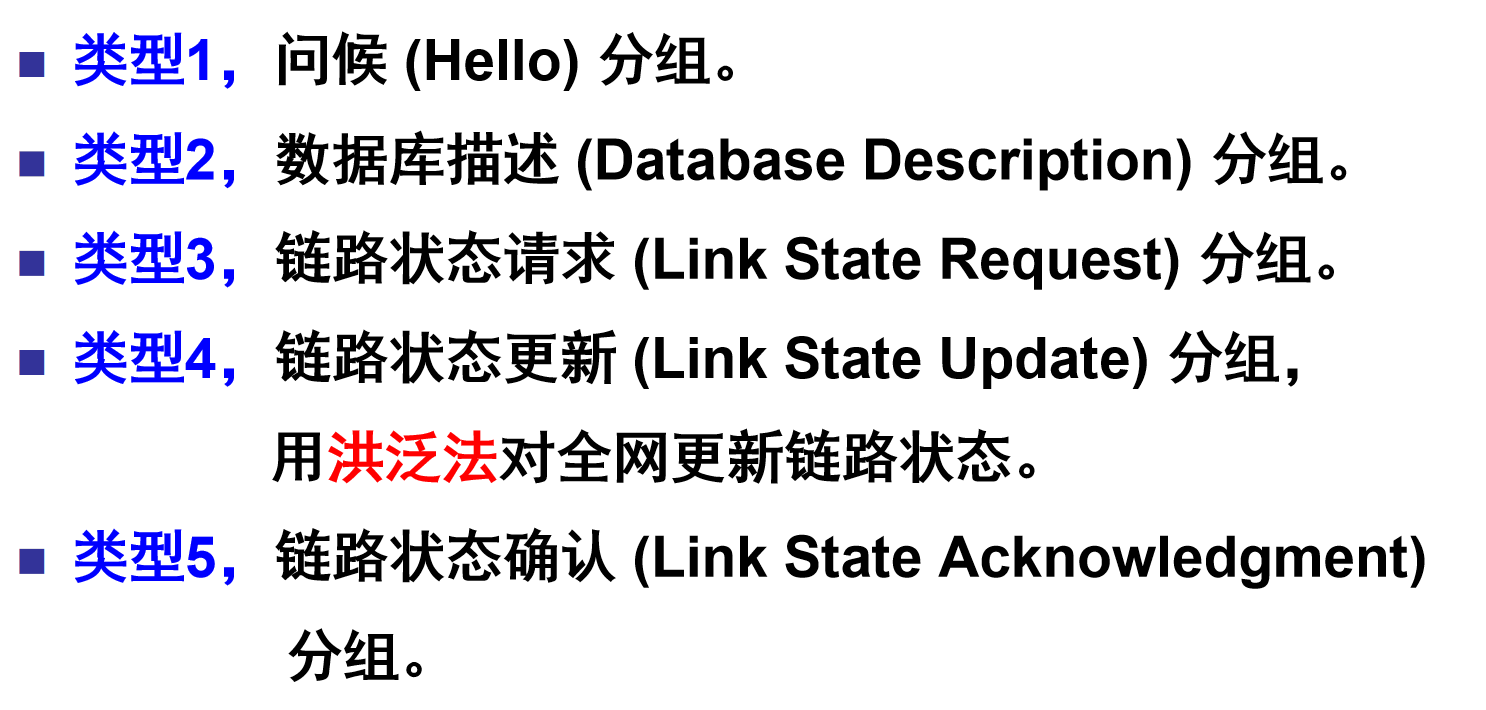 ■ 类型1，问候 (Hello) 分组。
■ 类型2，数据库描述 (Database Description) 分组。
■ 类型3，链路状态请求 (Link State Request) 分组。
■ 类型4，链路状态更新 (Link State Update) 分组，
用洪泛法对全网更新链路状态。
■ 类型5，链路状态确认 (Link State Acknowledgment)
分组。